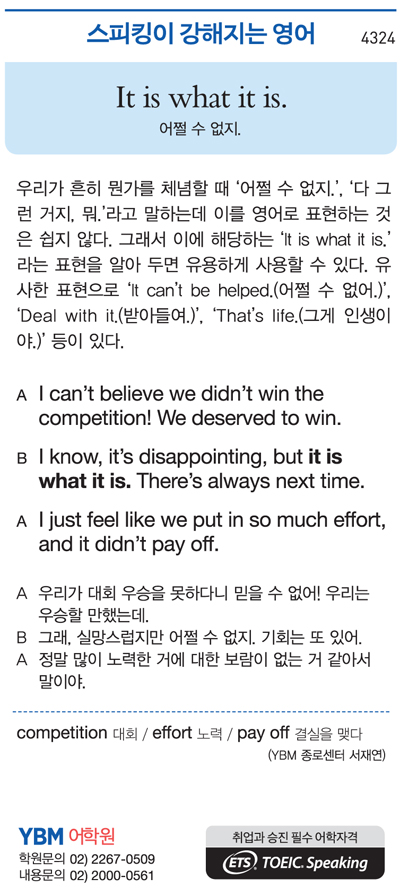 스피킹이 강해지는 영어
4324
It is what it is.
어쩔 수 없지.
우리가 흔히 뭔가를 체념할 때 ‘어쩔 수 없지.’, ‘다 그
런 거지, 뭐.’라고 말하는데 이를 영어로 표현하는 것
은 쉽지 않다. 그래서 이에 해당하는 ‘It is what it is.’
라는 표현을 알아 두면 유용하게 사용할 수 있다. 유
사한 표현으로 ‘It can’t be helped.(어쩔 수 없어.)’,
‘Deal with it.(받아들여.)’, ‘That’s life.(그게 인생이
야.)’ 등이 있다.
A I can’t believe we didn’t win the
competition! We deserved to win.
B I know, it’s disappointing, but it is
what it is. There’s always next time.
A I just feel like we put in so much effort,
and it didn’t pay off.
A 우리가 대회 우승을 못하다니 믿을 수 없어! 우리는
우승할 만했는데.
B 그래, 실망스럽지만 어쩔 수 없지. 기회는 또 있어.
A 정말 많이 노력한 거에 대한 보람이 없는 거 같아서
말이야.
competition 대회 / effort 노력 / pay off 결실을 맺다
(YBM 종로센터 서재연)
YBM 어학원
학원문의 02) 2267-0509
내용문의 02) 2000-0561
취업과 승진 필수 어학자격
ETS TOEIC Speaking